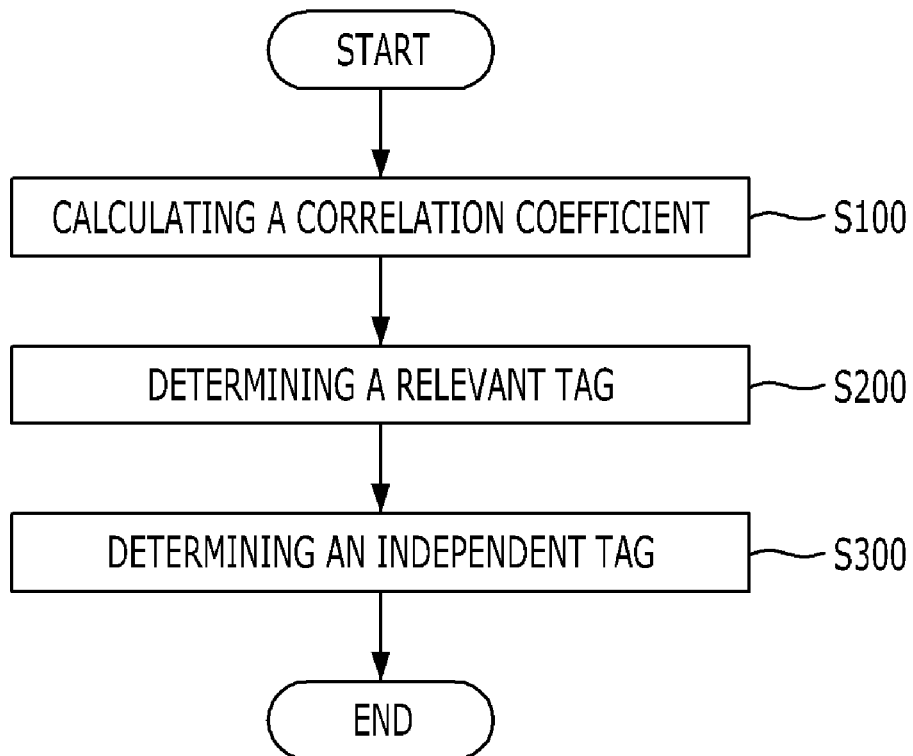 START
CALCULATING A CORRELATION COEFFICIENT
S100
DETERMINING A RELEVANT TAG
S200
DETERMINING AN INDEPENDENT TAG
S300
END